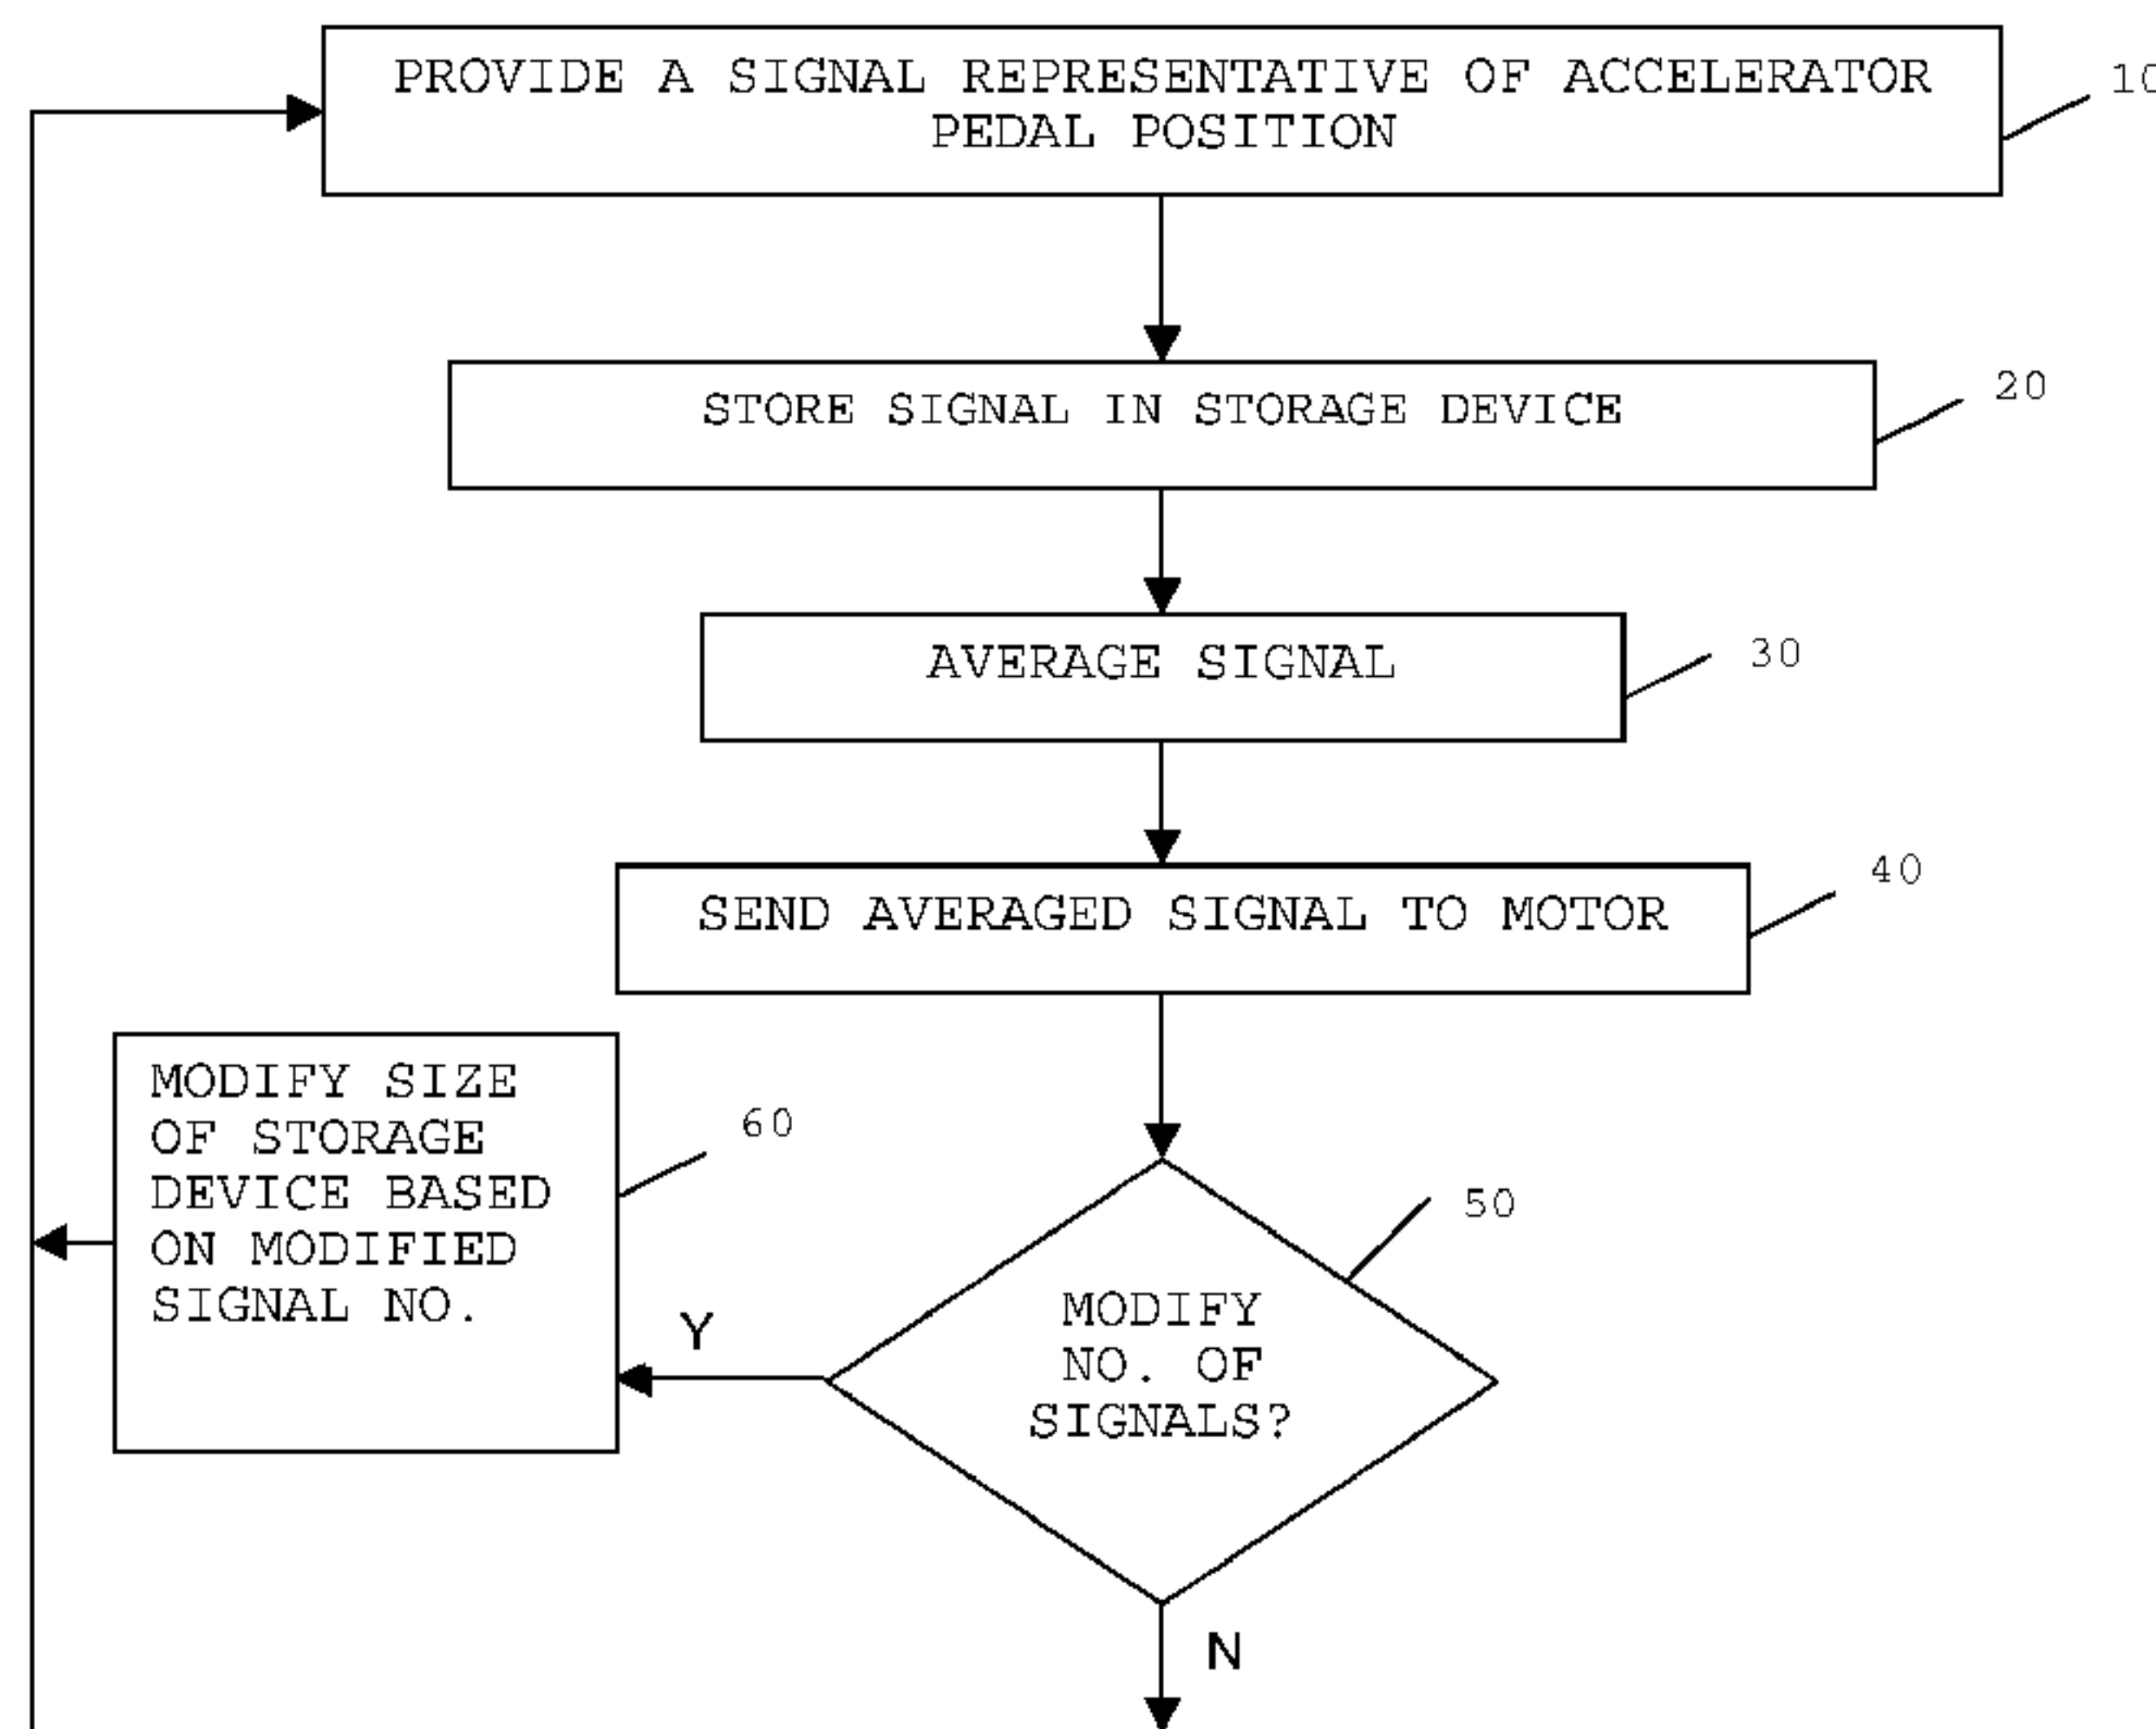 PROVIDE A SIGNAL REPRESENTATIVE OF ACCELERATOR
PEDAL POSITION
10
STORE SIGNAL IN STORAGE DEVICE
20
AVERAGE SIGNAL
30
SEND AVERAGED SIGNAL TO MOTOR
40
MODIFY SIZE
OF STORAGE
DEVICE BASED
ON MODIFIED
SIGNAL NO.
60
Y
MODIFY
NO. OF
SIGNALS?
50
N